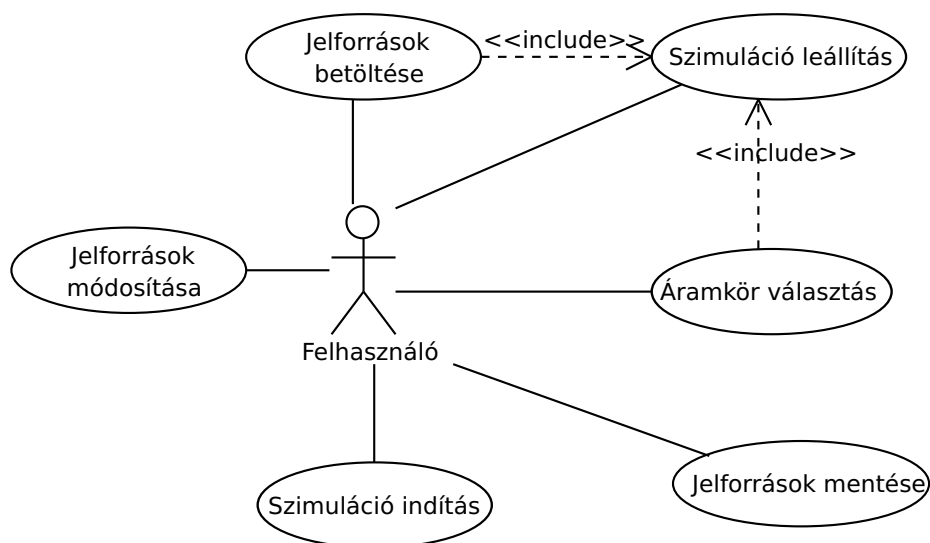 Jelforrások
betöltése
<<include>>
Szimuláció leállítás
<<include>>
Jelforrások
módosítása
Áramkör választás
Felhasználó
Szimuláció indítás
Jelforrások mentése